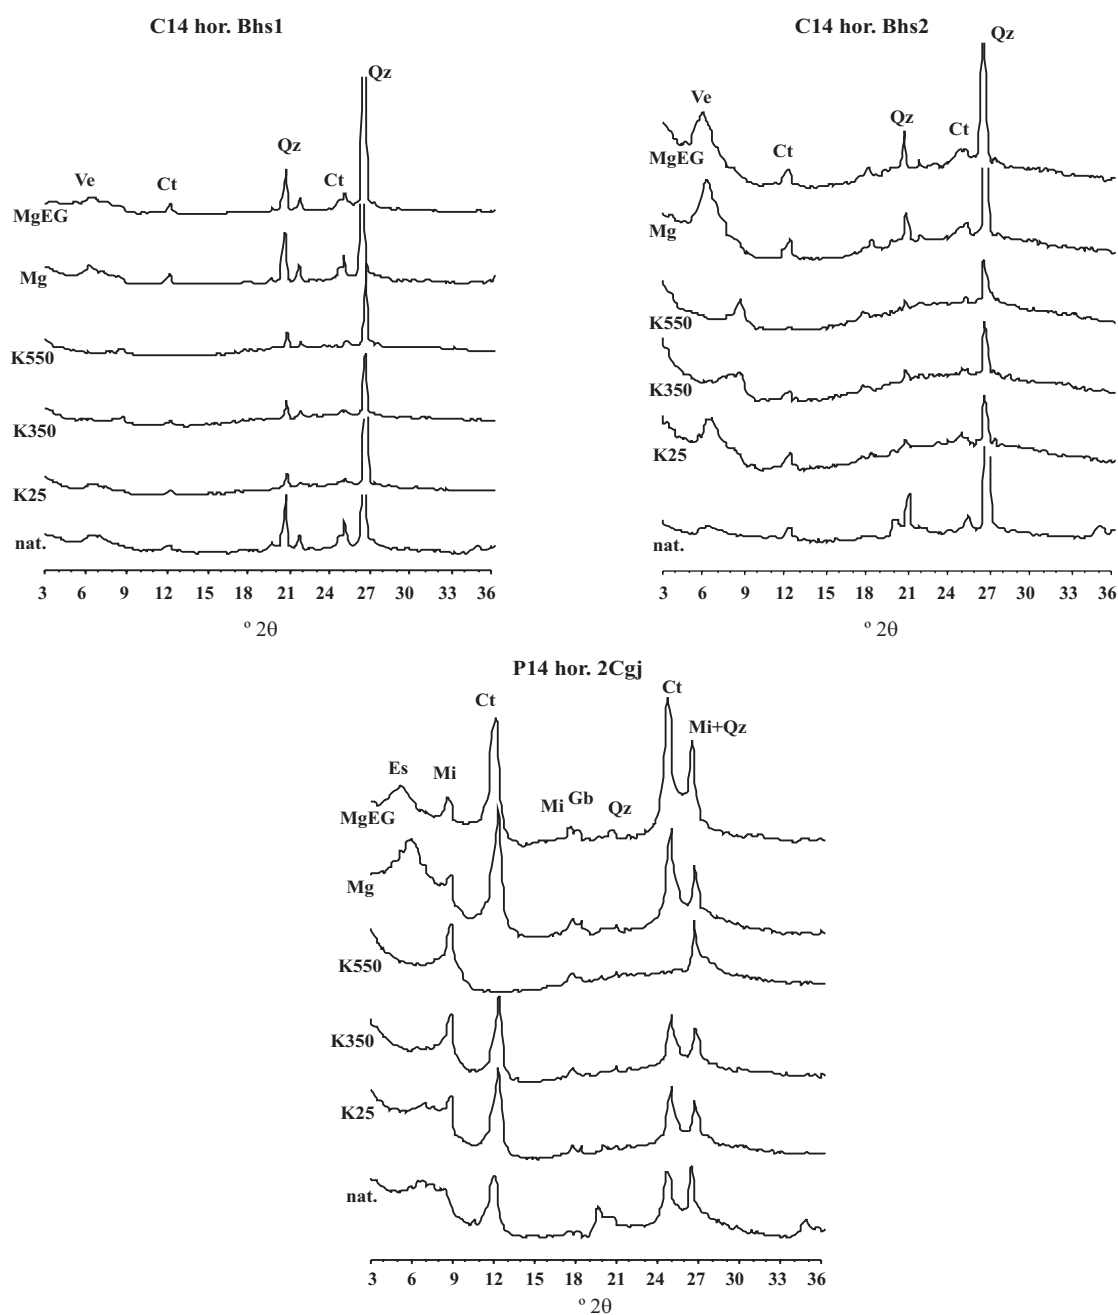 C14 hor. Bhs1
Qz
Qz
Ve
Ct
Ct
MgEG
Mg
K550
K350
K25
nat.
3 6 9 12 15 18 21 24 27 30 33 36
º 2θ
C14 hor. Bhs2
Qz
Ve
Qz
Ct
Ct
MgEG
Mg
K550
K350
K25
nat.
3 6 9 12 15 18 21 24 27 30 33 36
º 2θ
P14 hor. 2Cgj
Ct
Ct
Mi+Qz
Es
Mi
Mi Gb
Qz
MgEG
Mg
K550
K350
K25
nat.
3 6 9 12 15 18 21 24 27 30 33 36
º 2θ